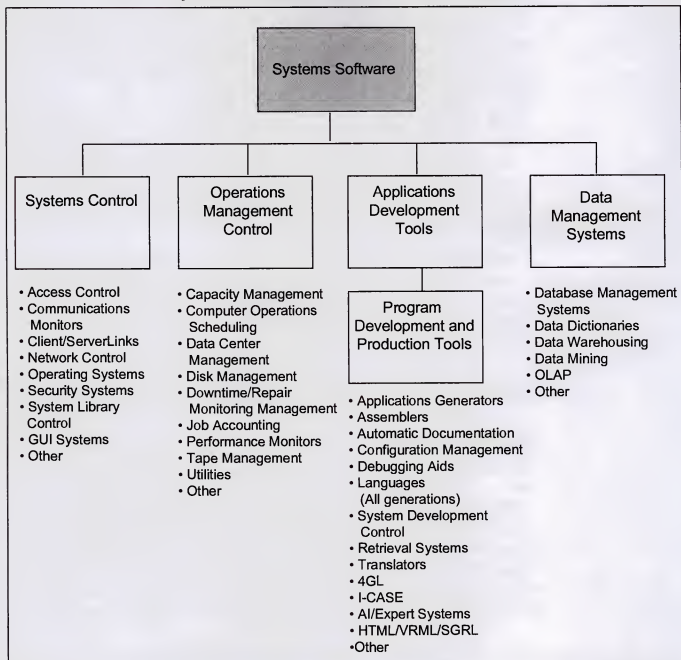 Systems Software
Systems Control
• Access Control
• Communications
Monitors
• Client/ServerLinks
• Network Control
• Operating Systems
• Security Systems
• System Library
Control
• GUI Systems
• Other
Operations
Management
Control
• Capacity Management
• Computer Operations
Scheduling
• Data Center
Management
• Disk Management
• Downtime/Repair
Monitoring Management
• Job Accounting
• Performance Monitors
• Tape Management
• Utilities
• Other
Applications
Development
Tools
Program
Development and
Production Tools
• Applications Generators
• Assemblers
• Automatic Documentation
• Configuration Management
• Debugging Aids
• Languages
(All generations)
• System Development
Control
• Retrieval Systems
• Translators
• 4GL
• I-CASE
• AI/Expert Systems
• HTML/VRML/SGRL
•Other
Data
Management
Systems
• Database Management
Systems
• Data Dictionaries
• Data Warehousing
• Data Mining
• OLAP
• Other